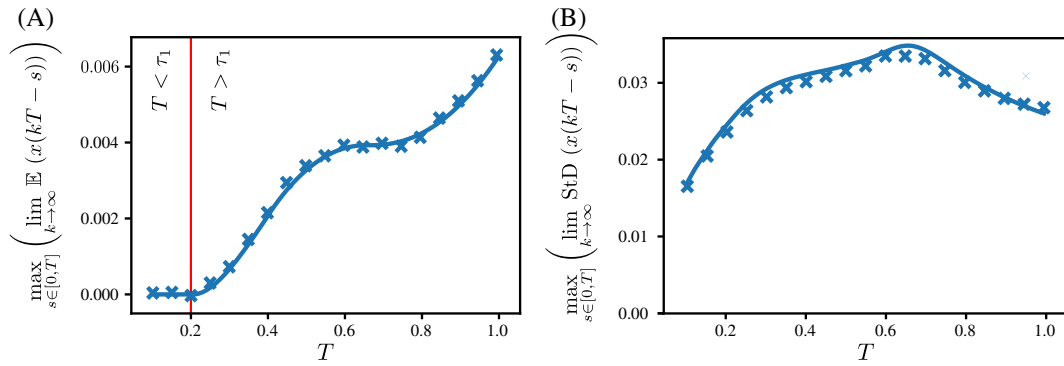 (A)
max s∈[0,T] ( lim k→∞ 𝔼 (x(kT − s)) )
T < τ₁
T > τ₁
0.006
0.004
0.002
0.000
0.2 0.4 0.6 0.8 1.0
T
(B)
max s∈[0,T] ( lim k→∞ StD (x(kT − s)) )
0.03
0.02
0.01
0.00
0.2 0.4 0.6 0.8 1.0
T